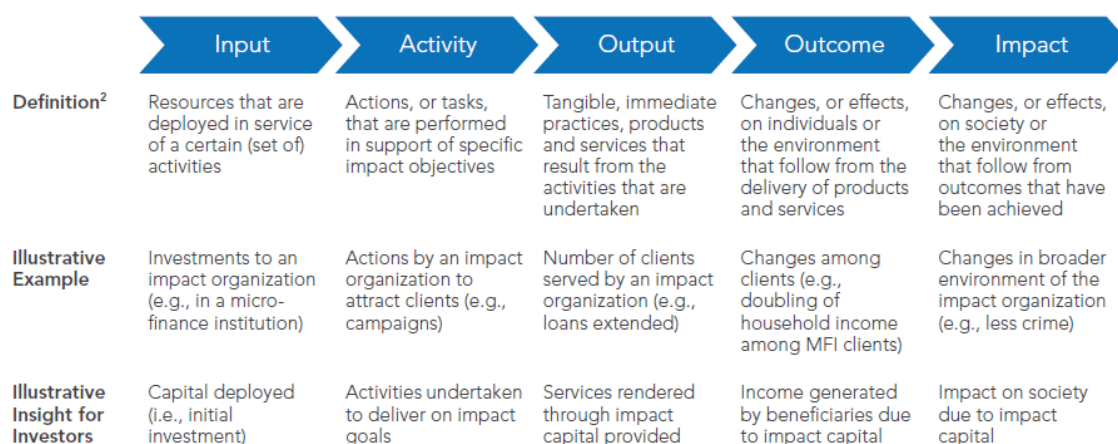 Input Activity Output Outcome Impact
Definition²
Resources that are
deployed in service
of a certain (set of)
activities
Actions, or tasks,
that are performed
in support of specific
impact objectives
Tangible, immediate
practices, products
and services that
result from the
activities that are
undertaken
Changes, or effects,
on individuals or
the environment
that follow from the
delivery of products
and services
Changes, or effects,
on society or
the environment
that follow from
outcomes that have
been achieved
Illustrative
Example
Investments to an
impact organization
(e.g., in a micro-
finance institution)
Actions by an impact
organization to
attract clients (e.g.,
campaigns)
Number of clients
served by an impact
organization (e.g.,
loans extended)
Changes among
clients (e.g.,
doubling of
household income
among MFI clients)
Changes in broader
environment of the
impact organization
(e.g., less crime)
Illustrative
Insight for
Investors
Capital deployed
(i.e., initial
investment)
Activities undertaken
to deliver on impact
goals
Services rendered
through impact
capital provided
Income generated
by beneficiaries due
to impact capital
Impact on society
due to impact
capital